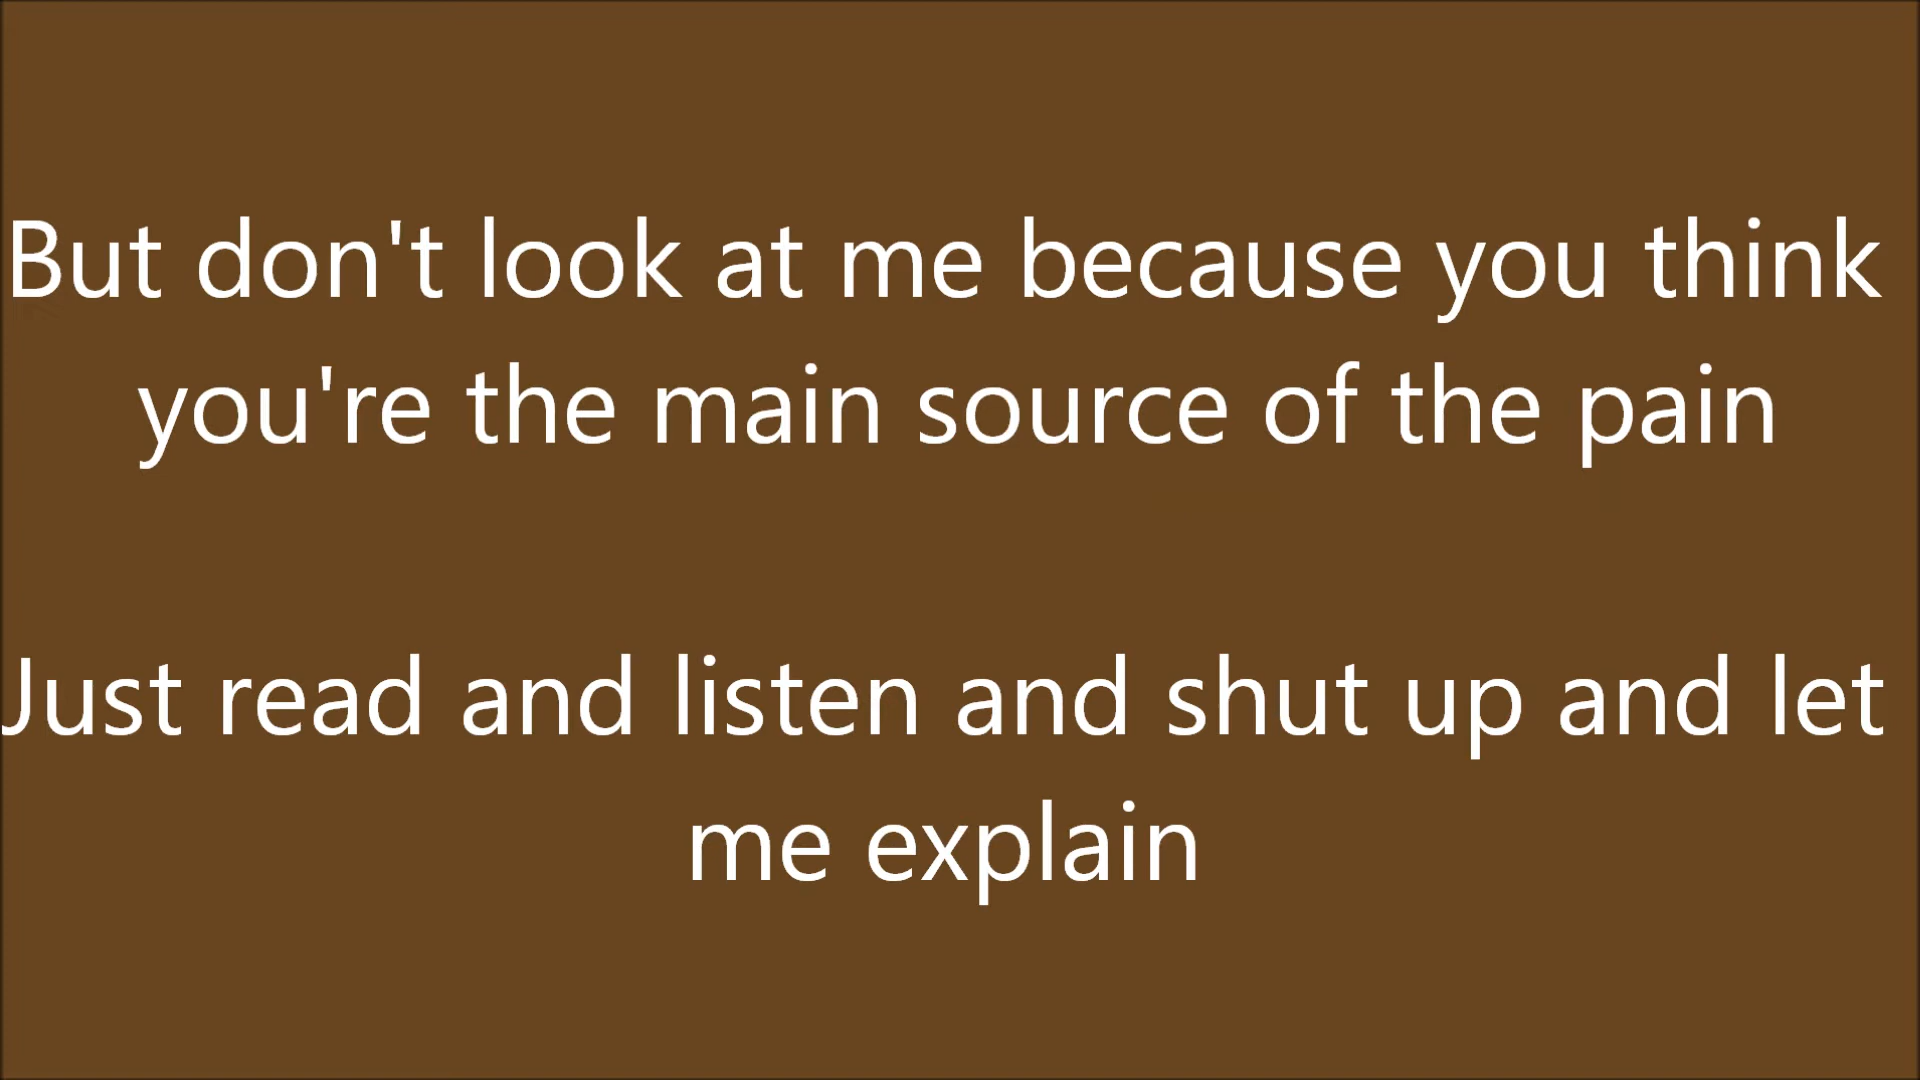 But don't look at me because you think
you're the main source of the pain
Just read and listen and shut up and let
me explain